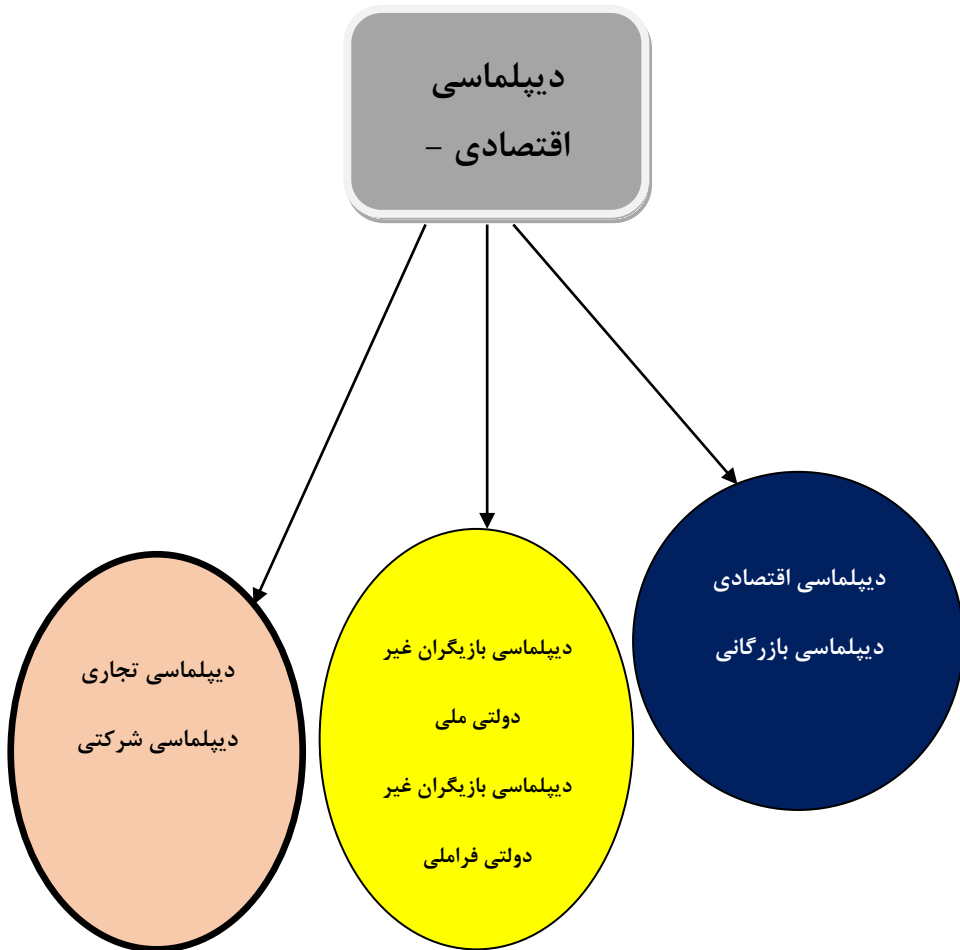 دیپلماسی
اقتصادی –
دیپلماسی اقتصادی
دیپلماسی بازرگانی
دیپلماسی بازیگران غیر
دولتی ملی
دیپلماسی بازیگران غیر
دولتی فراملی
دیپلماسی تجاری
دیپلماسی شرکتی